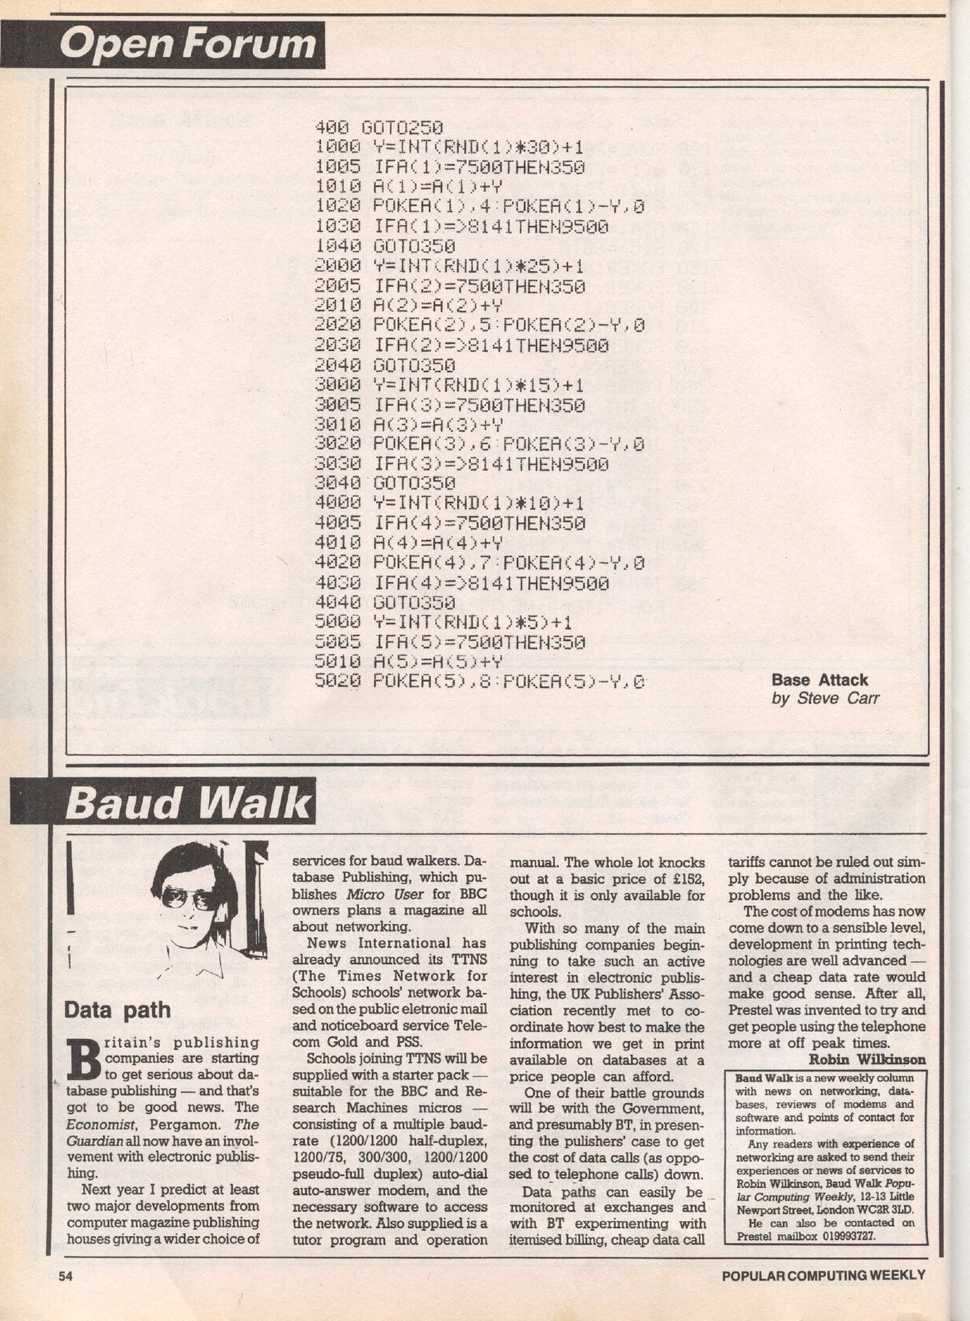 Open Forum
400 GOTO250
1000 Y=INT(RND(1)*30)+1
1005 IFA(1)=7500THEN350
1010 A(1)=A(1)+Y
1020 POKEA(1),4:POKEA(1)-Y,0
1030 IFA(1)=>8141THEN9500
1040 GOTO350
2000 Y=INT(RND(1)*25)+1
2005 IFA(2)=7500THEN350
2010 A(2)=A(2)+Y
2020 POKEA(2),5:POKEA(2)-Y,0
2030 IFA(2)=>8141THEN9500
2040 GOTO350
3000 Y=INT(RND(1)*15)+1
3005 IFA(3)=7500THEN350
3010 A(3)=A(3)+Y
3020 POKEA(3),6:POKEA(3)-Y,0
3030 IFA(3)=>8141THEN9500
3040 GOTO350
4000 Y=INT(RND(1)*10)+1
4005 IFA(4)=7500THEN350
4010 A(4)=A(4)+Y
4020 POKEA(4),7:POKEA(4)-Y,0
4030 IFA(4)=>8141THEN9500
4040 GOTO350
5000 Y=INT(RND(1)*5)+1
5005 IFA(5)=7500THEN350
5010 A(5)=A(5)+Y
5020 POKEA(5),8:POKEA(5)-Y,0
Base Attack
by Steve Carr
Baud Walk
Data path
Britain's publishing
companies are starting
to get serious about da-
tabase publishing — and that's
got to be good news. The
Economist, Pergamon. The
Guardian all now have an invol-
vement with electronic publis-
hing.
Next year I predict at least
two major developments from
computer magazine publishing
houses giving a wider choice of
services for baud walkers. Da-
tabase Publishing, which pu-
blishes Micro User for BBC
owners plans a magazine all
about networking.
News International has
already announced its TTNS
(The Times Network for
Schools) schools' network ba-
sed on the public eletronic mail
and noticeboard service Tele-
com Gold and PSS.
Schools joining TTNS will be
supplied with a starter pack —
suitable for the BBC and Re-
search Machines micros —
consisting of a multiple baud-
rate (1200/1200 half-duplex,
1200/75, 300/300, 1200/1200
pseudo-full duplex) auto-dial
auto-answer modem, and the
necessary software to access
the network. Also supplied is a
tutor program and operation
manual. The whole lot knocks
out at a basic price of £152,
though it is only available for
schools.
With so many of the main
publishing companies begin-
ning to take such an active
interest in electronic publis-
hing, the UK Publishers' Asso-
ciation recently met to co-
ordinate how best to make the
information we get in print
available on databases at a
price people can afford.
One of their battle grounds
will be with the Government,
and presumably BT, in presen-
ting the pulishers' case to get
the cost of data calls (as oppo-
sed to telephone calls) down.
Data paths can easily be
monitored at exchanges and
with BT experimenting with
itemised billing, cheap data call
tariffs cannot be ruled out sim-
ply because of administration
problems and the like.
The cost of modems has now
come down to a sensible level,
development in printing tech-
nologies are well advanced —
and a cheap data rate would
make good sense. After all,
Prestel was invented to try and
get people using the telephone
more at off peak times.
Robin Wilkinson
Baud Walk is a new weekly column
with news on networking, data-
bases, reviews of modems and
software and points of contact for
information.
Any readers with experience of
networking are asked to send their
experiences or news of services to
Robin Wilkinson, Baud Walk Popu-
lar Computing Weekly, 12-13 Little
Newport Street, London WC2R 3LD.
He can also be contacted on
Prestel mailbox 019993727.
54
POPULAR COMPUTING WEEKLY